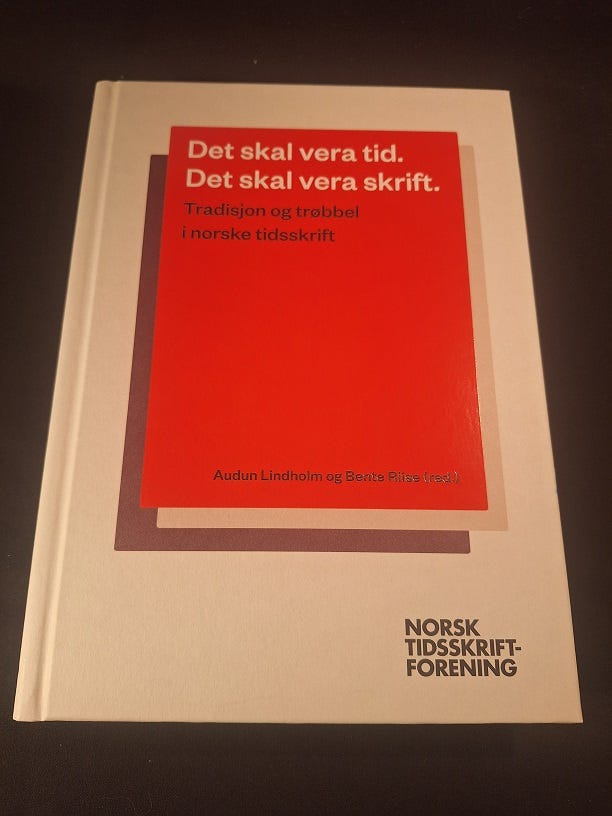 Det skal vera tid.
Det skal vera skrift.
Tradisjon og trøbbel
i norske tidsskrift
Audun Lindholm og Bente Riise (red.)
NORSK
TIDSSKRIFT-
FORENING